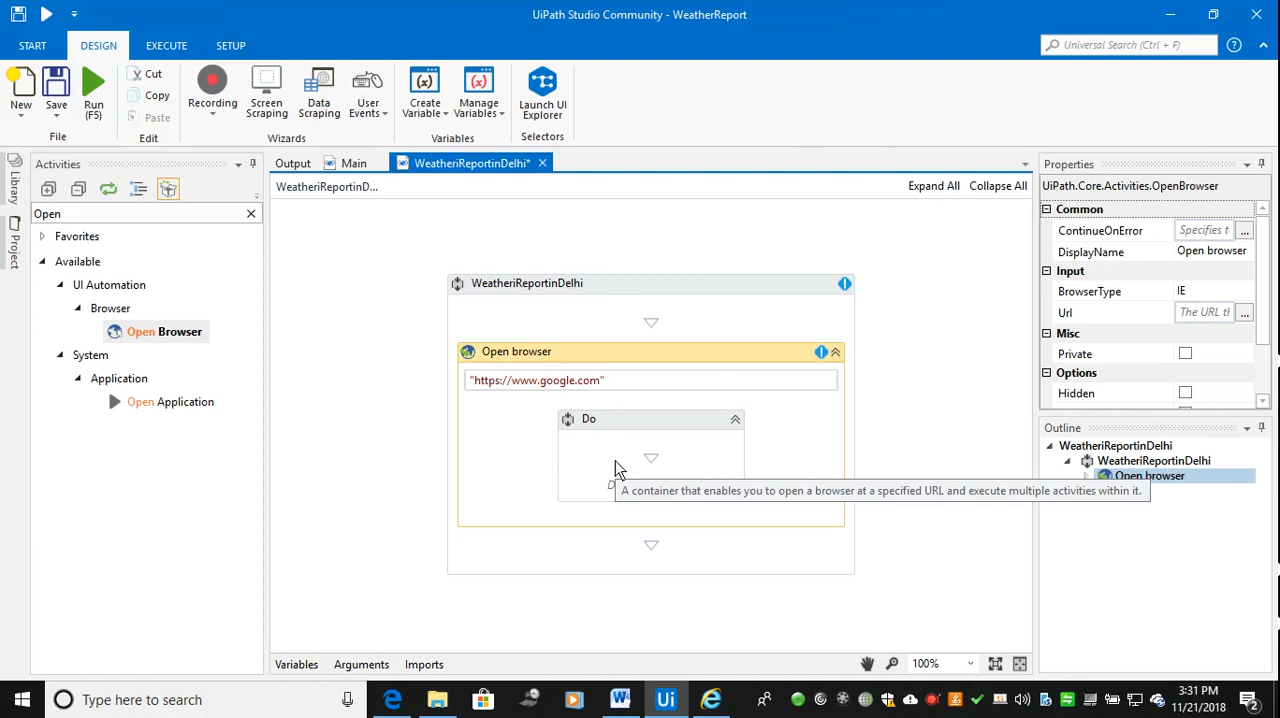 UiPath Studio Community - WeatherReport
START DESIGN EXECUTE SETUP
Universal Search (Ctrl + F)
New Save Run (F5) Cut Copy Paste
Recording Screen Scraping Data Scraping User Events
Create Variable Manage Variables Launch UI Explorer
File Edit Wizards Variables Selectors
Library
Project
Activities
Open
Favorites
Available
UI Automation
Browser
Open Browser
System
Application
Open Application
Output Main WeatheriReportinDelhi*
WeatheriReportinD... Expand All Collapse All
WeatheriReportinDelhi
Open browser
"https://www.google.com"
Do
D
A container that enables you to open a browser at a specified URL and execute multiple activities within it.
Variables Arguments Imports 100%
Properties
UiPath.Core.Activities.OpenBrowser
Common
ContinueOnError Specifies t ...
DisplayName Open browser
Input
BrowserType IE
Url The URL th ...
Misc
Private
Options
Hidden
Outline
WeatheriReportinDelhi
WeatheriReportinDelhi
Open browser
Type here to search
Ui
3:31 PM
11/21/2018
2